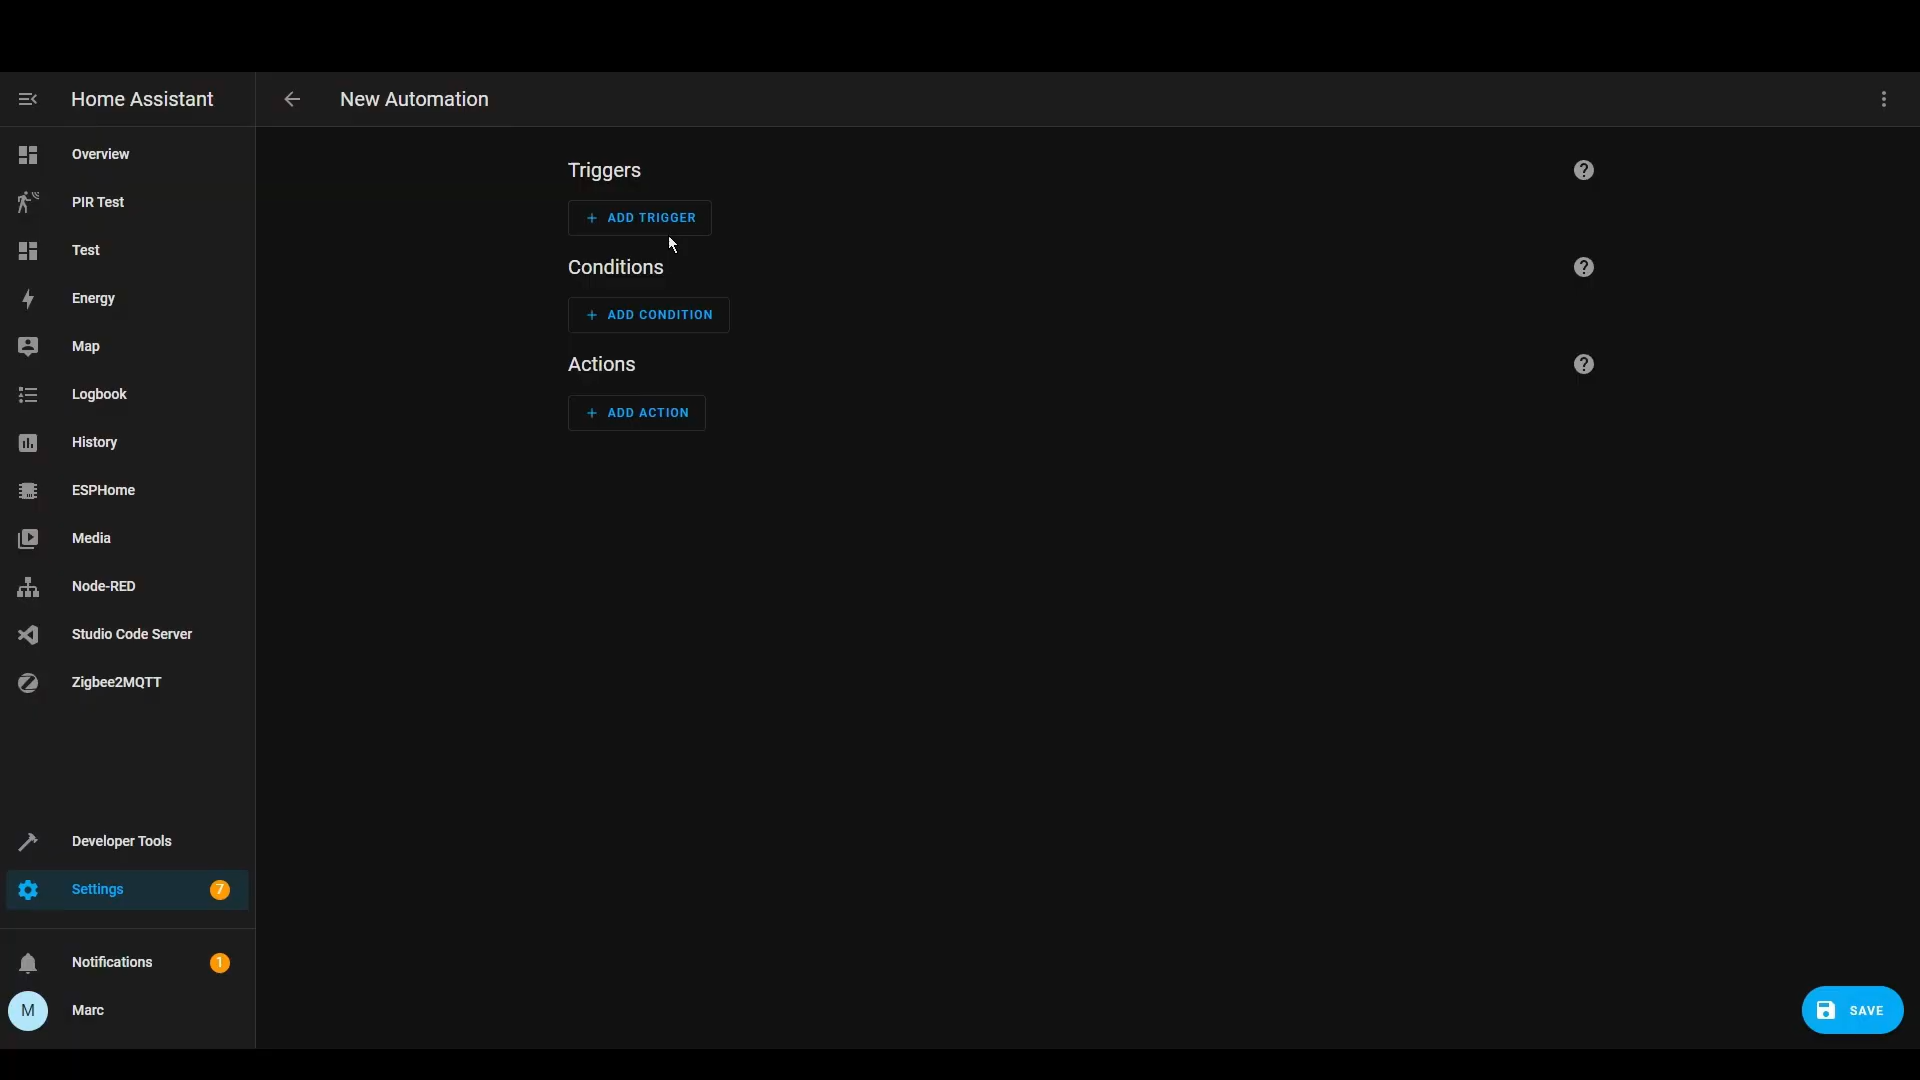 Home Assistant
New Automation
Overview
PIR Test
Test
Energy
Map
Logbook
History
ESPHome
Media
Node-RED
Studio Code Server
Zigbee2MQTT
Developer Tools
Settings 7
Notifications 1
M Marc
Triggers ?
+ ADD TRIGGER
Conditions ?
+ ADD CONDITION
Actions ?
+ ADD ACTION
SAVE